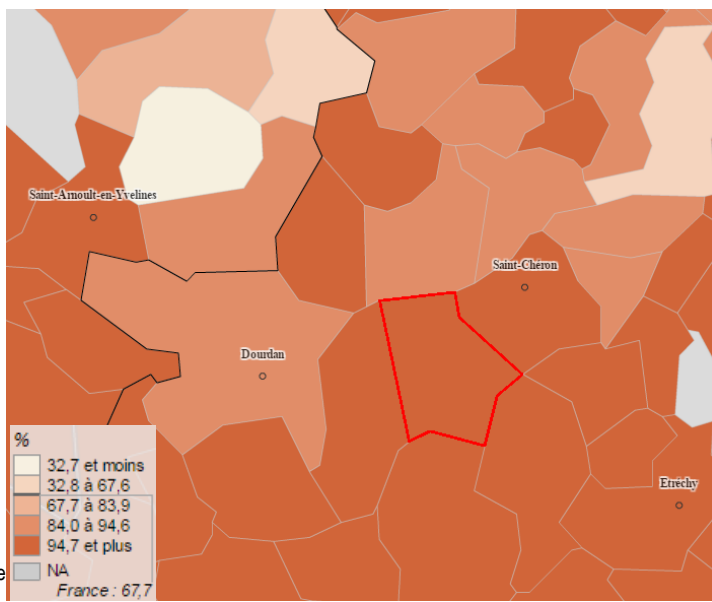 Saint-Arnoult-en-Yvelines
Saint-Chéron
Dourdan
Etréchy
%
32,7 et moins
32,8 à 67,6
67,7 à 83,9
84,0 à 94,6
94,7 et plus
NA
France : 67,7
e